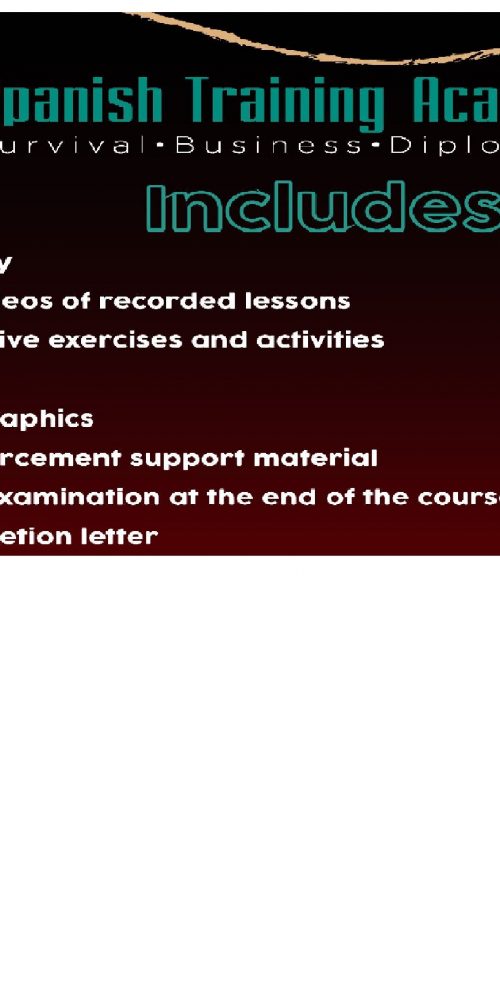 panish Training Aca
urvival•Business•Diplo
Includes
y
eos of recorded lessons
ive exercises and activities
aphics
rcement support material
xamination at the end of the cours
etion letter